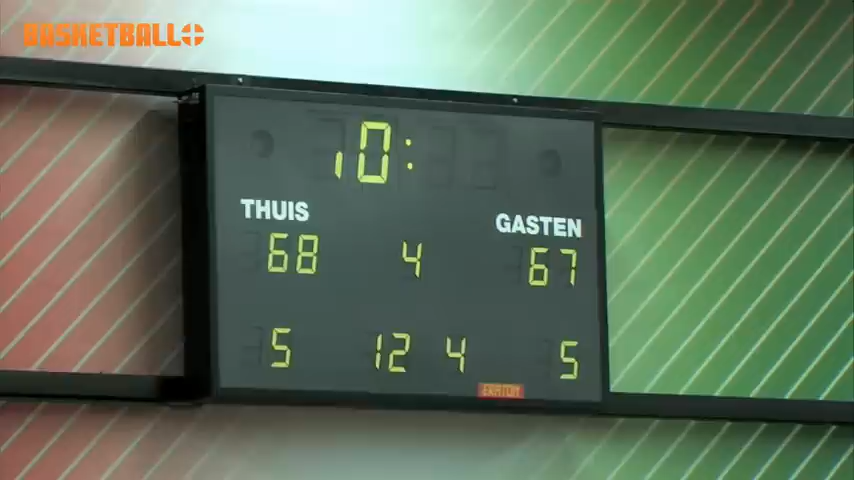 BASKETBALL
10:
THUIS
GASTEN
68 4 67
5 12 4 5